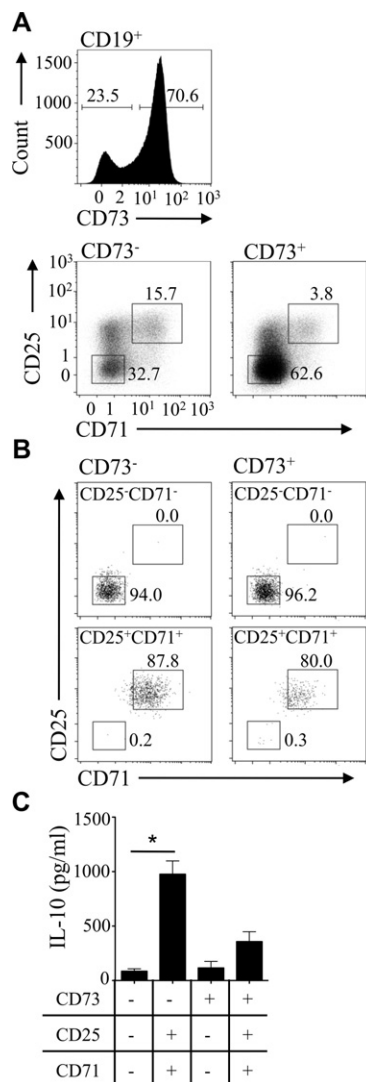 A
CD19⁺
1500
1000
500
0
Count
23.5 70.6
0 2 10¹ 10² 10³
CD73
CD73⁻ CD73⁺
10³
10²
10¹
1
0
CD25
15.7 3.8
32.7 62.6
0 1 10¹ 10² 10³
CD71
B
CD73⁻ CD73⁺
CD25⁻CD71⁻ CD25⁻CD71⁻
0.0 0.0
94.0 96.2
CD25⁺CD71⁺ CD25⁺CD71⁺
87.8 80.0
0.2 0.3
CD25
CD71
C
IL-10 (pg/ml)
1500
1000
500
0
*
CD73 - - + +
CD25 - + - +
CD71 - + - +